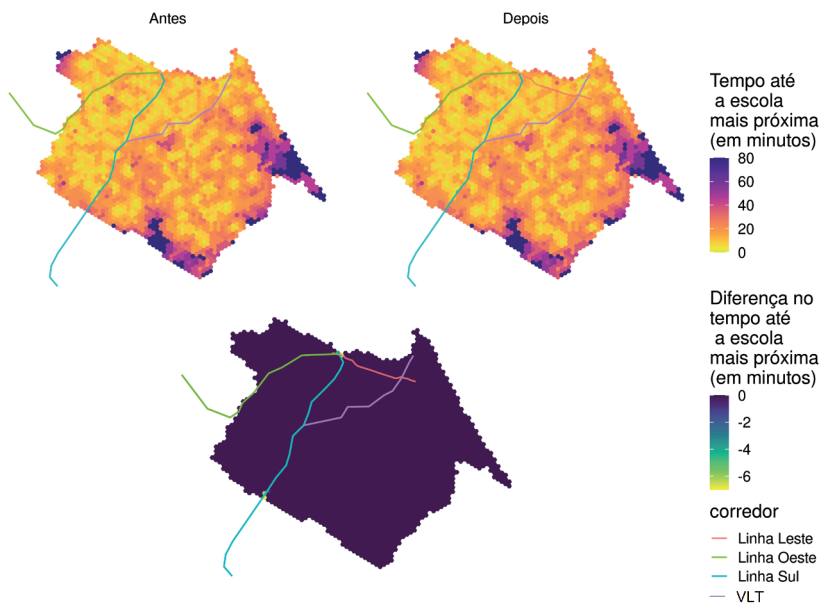 Antes
Depois
Tempo até
a escola
mais próxima
(em minutos)
80
60
40
20
0
Diferença no
tempo até
a escola
mais próxima
(em minutos)
0
-2
-4
-6
corredor
Linha Leste
Linha Oeste
Linha Sul
VLT